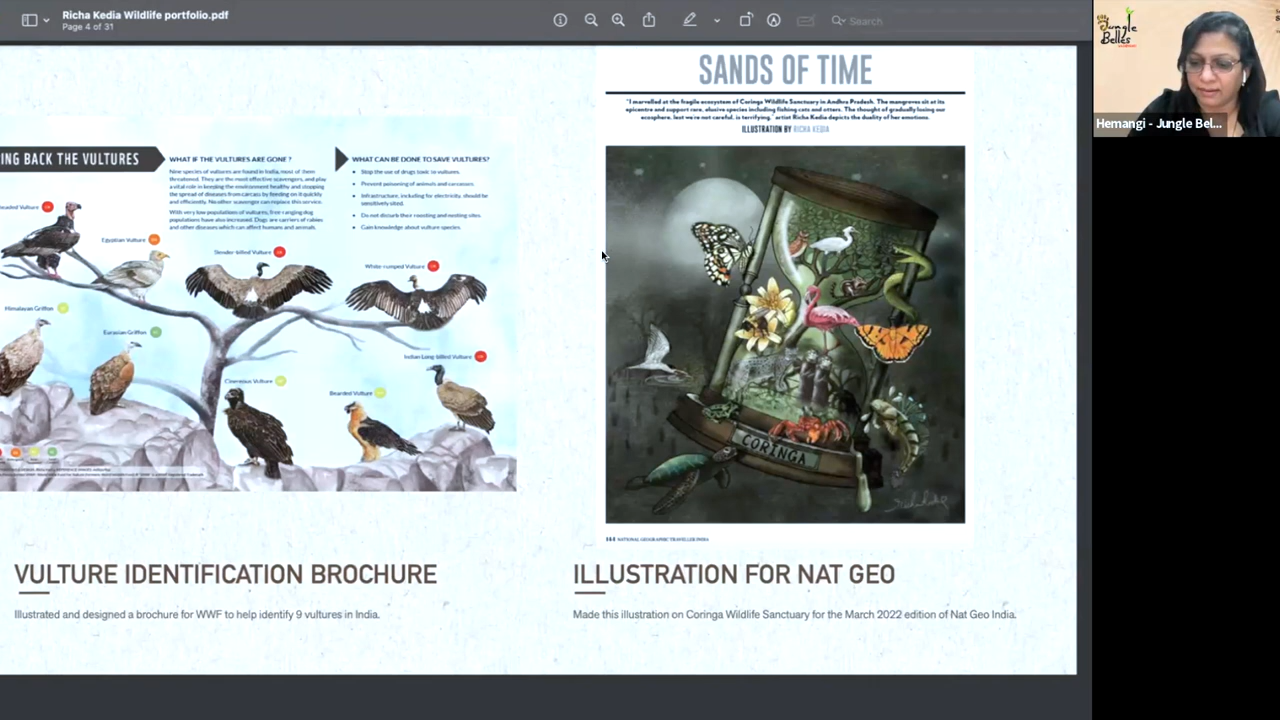 Richa Kedia Wildlife portfolio.pdf
Page 4 of 31
Search
Jungle
Belles
Hemangi - Jungle Bel...
ING BACK THE VULTURES
WHAT IF THE VULTURES ARE GONE ?
Nine species of vultures are found in India, most of them
threatened. They are the most effective scavengers, and play
a vital role in keeping the environment healthy and stopping
the spread of diseases from carcass by feeding on it quickly
and efficiently. No other scavenger can replace this service.
With very low populations of vultures, free-ranging dog
populations have also increased. Dogs are carriers of rabies
and other diseases which can affect humans and animals.
WHAT CAN BE DONE TO SAVE VULTURES?
• Stop the use of drugs toxic to vultures.
• Prevent poisoning of animals and carcasses.
• Infrastructure, including for electricity, should be
sensitively sited.
• Do not disturb their roosting and nesting sites.
• Gain knowledge about vulture species.
eaded Vulture
Egyptian Vulture
Slender billed Vulture
White-rumped Vulture
Himalayan Griffon
Eurasian Griffon
Indian Long billed Vulture
Cinereous Vulture
Bearded Vulture
SANDS OF TIME
"I marvelled at the fragile ecosystem of Coringa Wildlife Sanctuary in Andhra Pradesh. The mangroves sit at its
epicentre and support rare, elusive species including fishing cats and otters. The thought of gradually losing our
ecosphere, lest we're not careful, is terrifying," artist Richa Kedia depicts the duality of her emotions.
ILLUSTRATION BY RICHA KEDIA
CORINGA
NATIONAL GEOGRAPHIC TRAVELLER INDIA
VULTURE IDENTIFICATION BROCHURE
Illustrated and designed a brochure for WWF to help identify 9 vultures in India.
ILLUSTRATION FOR NAT GEO
Made this illustration on Coringa Wildlife Sanctuary for the March 2022 edition of Nat Geo India.